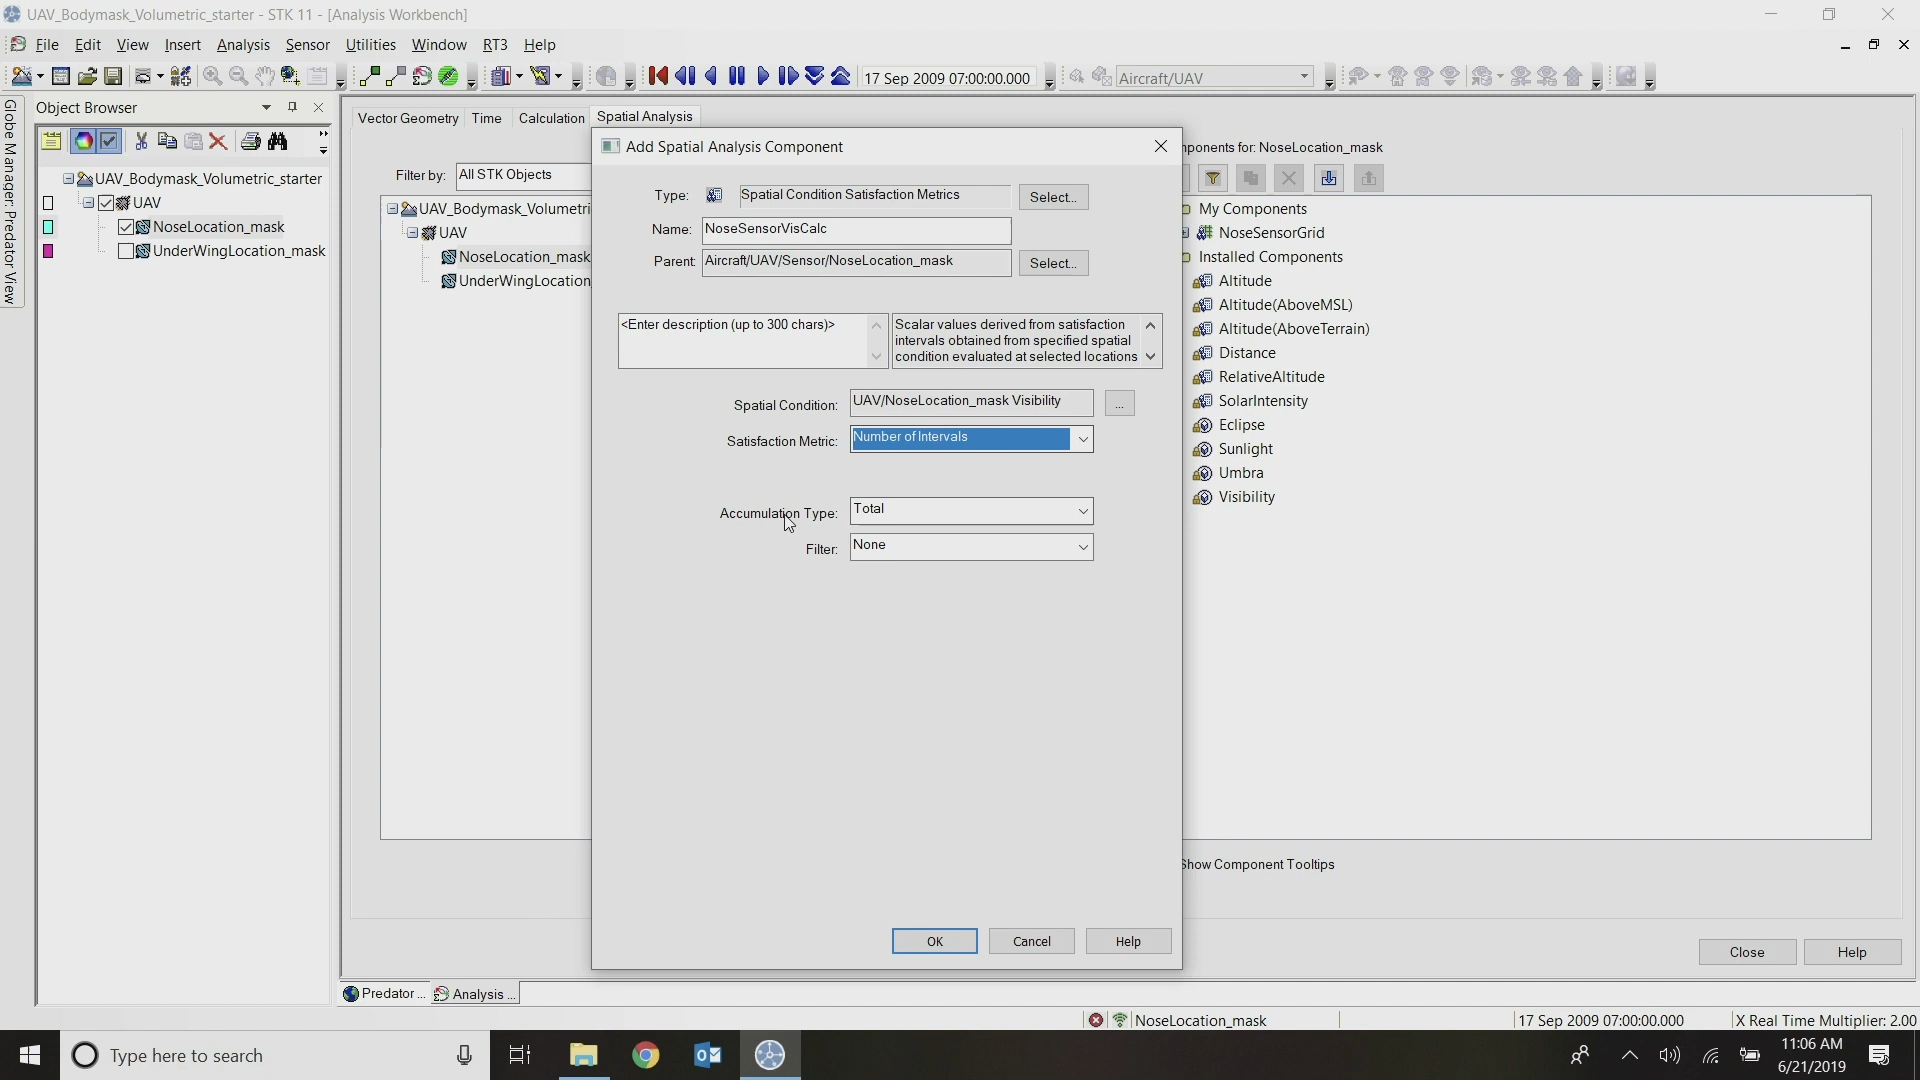 UAV_Bodymask_Volumetric_starter - STK 11 - [Analysis Workbench]
File Edit View Insert Analysis Sensor Utilities Window RT3 Help
17 Sep 2009 07:00:00.000 Aircraft/UAV
Globe Manager: Predator View
Object Browser
UAV_Bodymask_Volumetric_starter
UAV
NoseLocation_mask
UnderWingLocation_mask
Vector Geometry Time Calculation Spatial Analysis
Filter by: All STK Objects
UAV_Bodymask_Volumetri
UAV
NoseLocation_mask
UnderWingLocation
Add Spatial Analysis Component
Type: Spatial Condition Satisfaction Metrics Select...
Name: NoseSensorVisCalc
Parent: Aircraft/UAV/Sensor/NoseLocation_mask Select...
<Enter description (up to 300 chars)>
Scalar values derived from satisfaction
intervals obtained from specified spatial
condition evaluated at selected locations
Spatial Condition: UAV/NoseLocation_mask Visibility ...
Satisfaction Metric: Number of Intervals
Accumulation Type: Total
Filter: None
OK Cancel Help
ponents for: NoseLocation_mask
My Components
NoseSensorGrid
Installed Components
Altitude
Altitude(AboveMSL)
Altitude(AboveTerrain)
Distance
RelativeAltitude
SolarIntensity
Eclipse
Sunlight
Umbra
Visibility
Show Component Tooltips
Close Help
Predator ... Analysis ...
NoseLocation_mask 17 Sep 2009 07:00:00.000 X Real Time Multiplier: 2.00
Type here to search
11:06 AM
6/21/2019